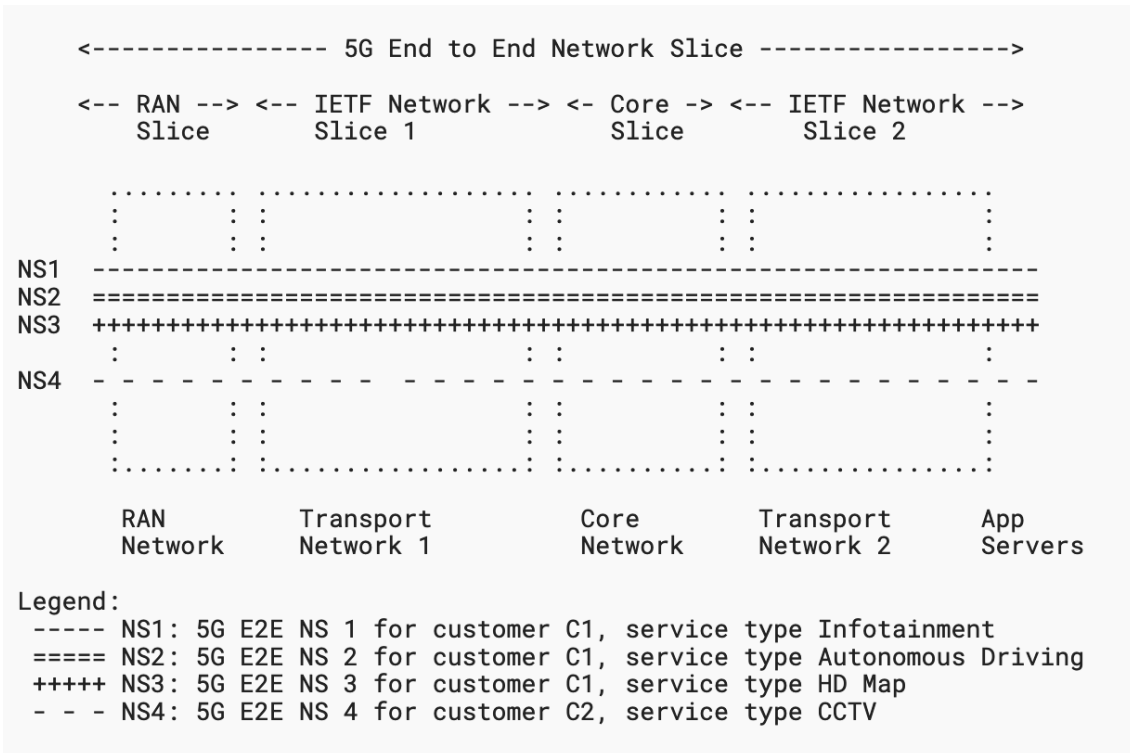 <---------------- 5G End to End Network Slice ----------------->
<-- RAN --> <-- IETF Network --> <- Core -> <-- IETF Network -->
Slice Slice 1 Slice Slice 2
NS1
NS2
NS3
NS4
RAN Transport Core Transport App
Network Network 1 Network Network 2 Servers
Legend:
----- NS1: 5G E2E NS 1 for customer C1, service type Infotainment
===== NS2: 5G E2E NS 2 for customer C1, service type Autonomous Driving
+++++ NS3: 5G E2E NS 3 for customer C1, service type HD Map
- - - NS4: 5G E2E NS 4 for customer C2, service type CCTV